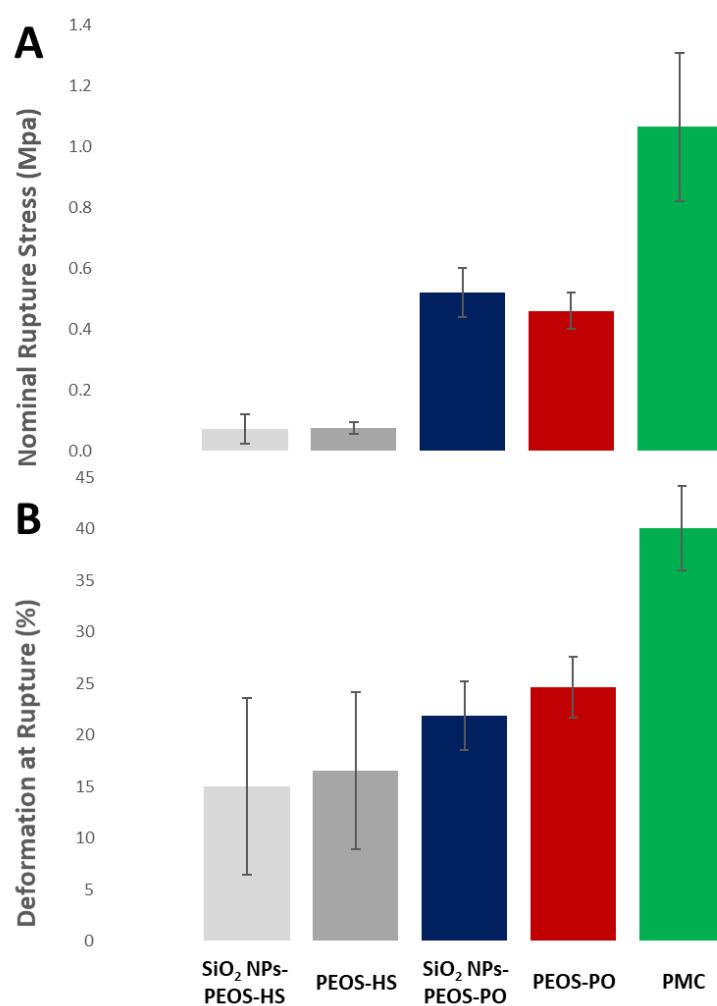 A
Nominal Rupture Stress (Mpa)
1.4
1.2
1.0
0.8
0.6
0.4
0.2
0.0
B
Deformation at Rupture (%)
45
40
35
30
25
20
15
10
5
0
SiO₂ NPs-
PEOS-HS
PEOS-HS
SiO₂ NPs-
PEOS-PO
PEOS-PO
PMC